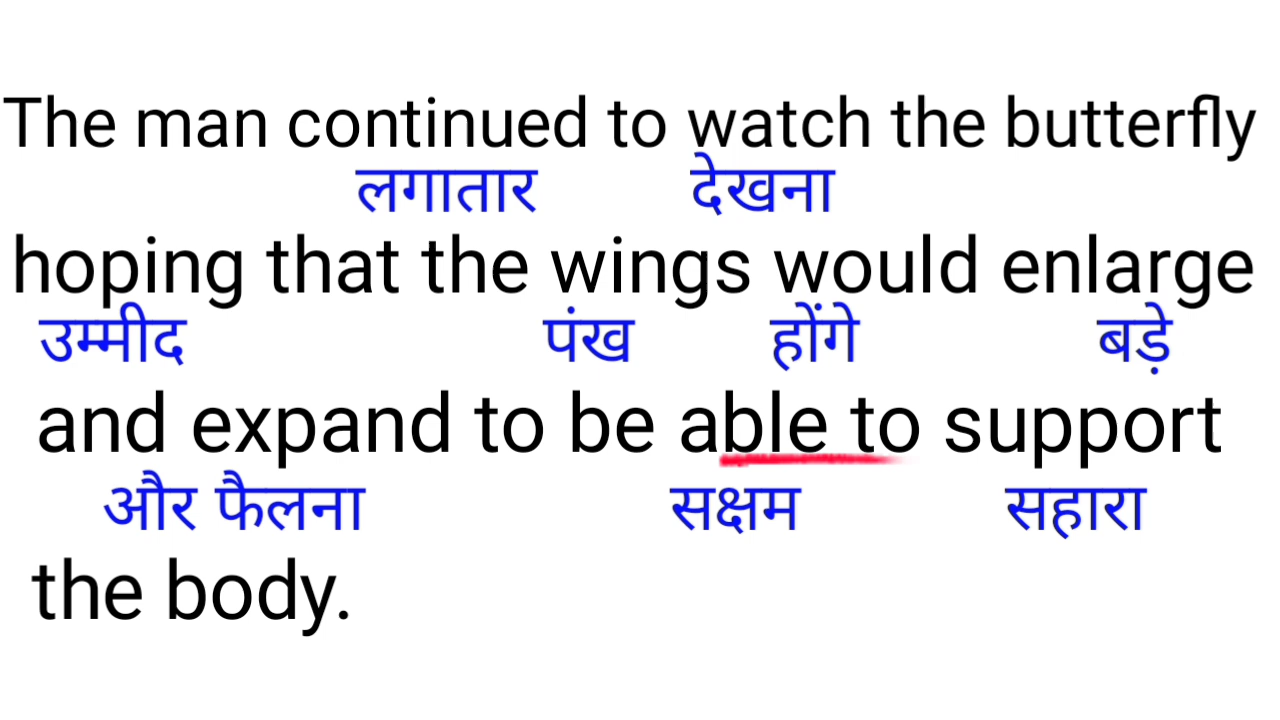 The man continued to watch the butterfly
लगातार देखना
hoping that the wings would enlarge
उम्मीद पंख होंगे बड़े
and expand to be able to support
और फैलना सक्षम सहारा
the body.